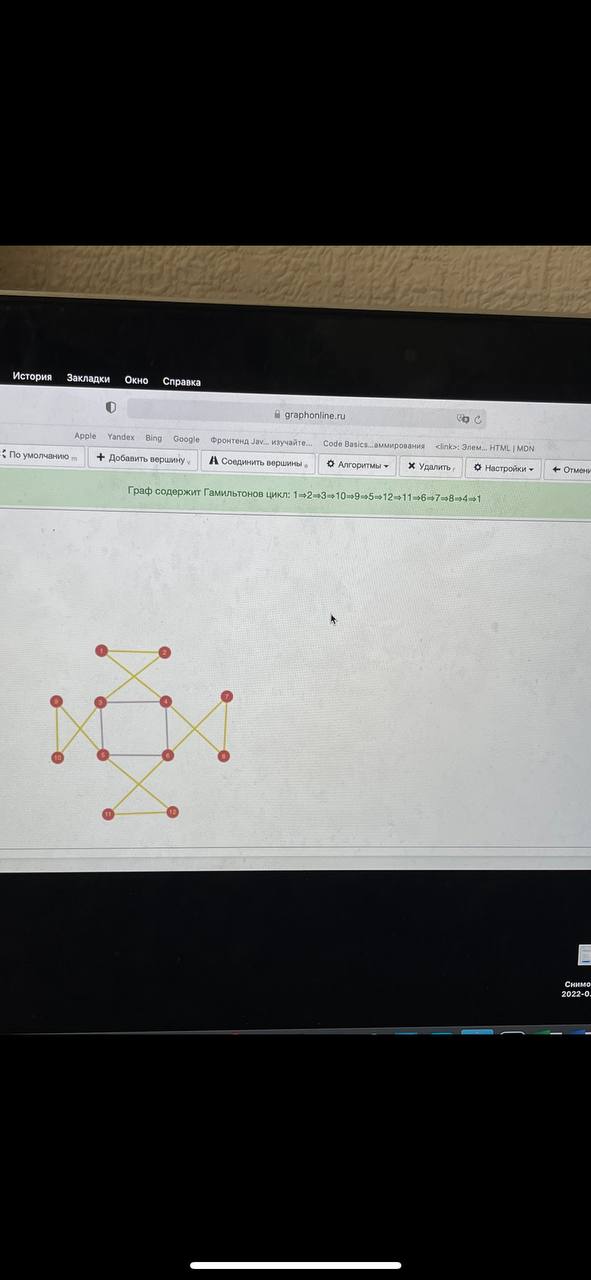 История Закладки Окно Справка
graphonline.ru
Apple Yandex Bing Google Фронтенд Jav... изучайте... Code Basics...аммирования <link>: Элем... HTML | MDN
По умолчанию m + Добавить вершину v Соединить вершины e Алгоритмы Удалить r Настройки Отмени
Граф содержит Гамильтонов цикл: 1⇒2⇒3⇒10⇒9⇒5⇒12⇒11⇒6⇒7⇒8⇒4⇒1
1 2
3 4 7
5 6 8
10
11 12
Снимо
2022-0